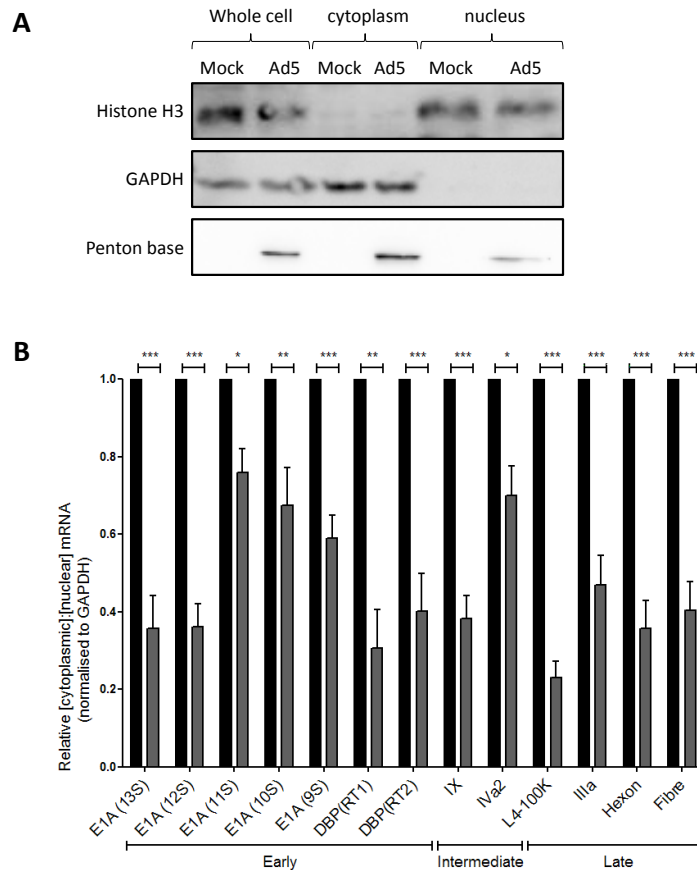 A
Whole cell cytoplasm nucleus
Mock Ad5 Mock Ad5 Mock Ad5
Histone H3
GAPDH
Penton base
B
*** *** * ** *** ** *** *** * *** *** *** ***
Relative [cytoplasmic]:[nuclear] mRNA
(normalised to GAPDH)
1.0
0.8
0.6
0.4
0.2
0.0
E1A (13S) E1A (12S) E1A (11S) E1A (10S) E1A (9S) DBP(RT1) DBP(RT2) IX IVa2 L4-100K IIIa Hexon Fibre
Early Intermediate Late